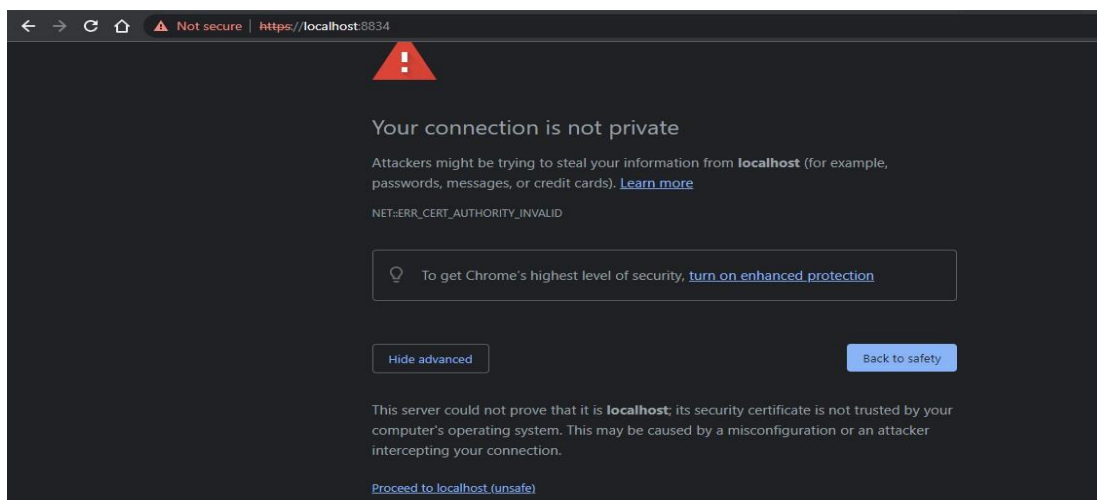 Not secure | https://localhost:8834
Your connection is not private
Attackers might be trying to steal your information from localhost (for example,
passwords, messages, or credit cards). Learn more
NET::ERR_CERT_AUTHORITY_INVALID
To get Chrome's highest level of security, turn on enhanced protection
Hide advanced
Back to safety
This server could not prove that it is localhost; its security certificate is not trusted by your
computer's operating system. This may be caused by a misconfiguration or an attacker
intercepting your connection.
Proceed to localhost (unsafe)